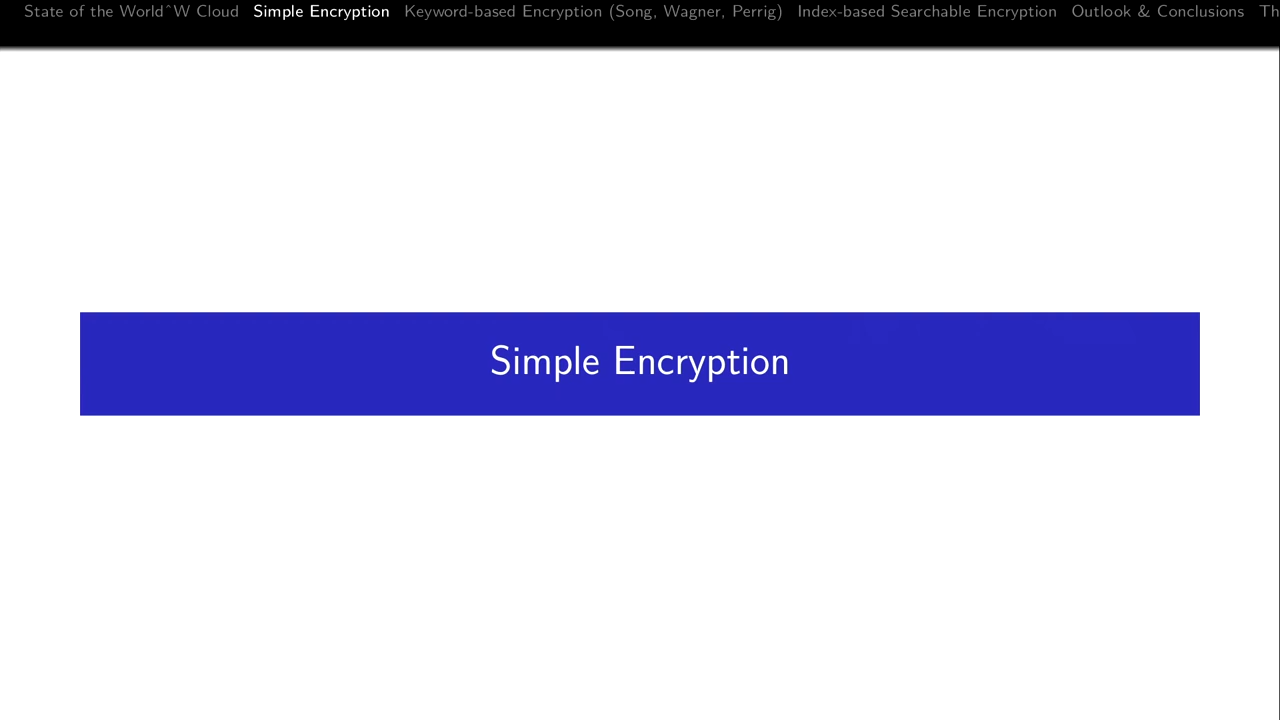 State of the World^W Cloud Simple Encryption Keyword-based Encryption (Song, Wagner, Perrig) Index-based Searchable Encryption Outlook & Conclusions
Simple Encryption